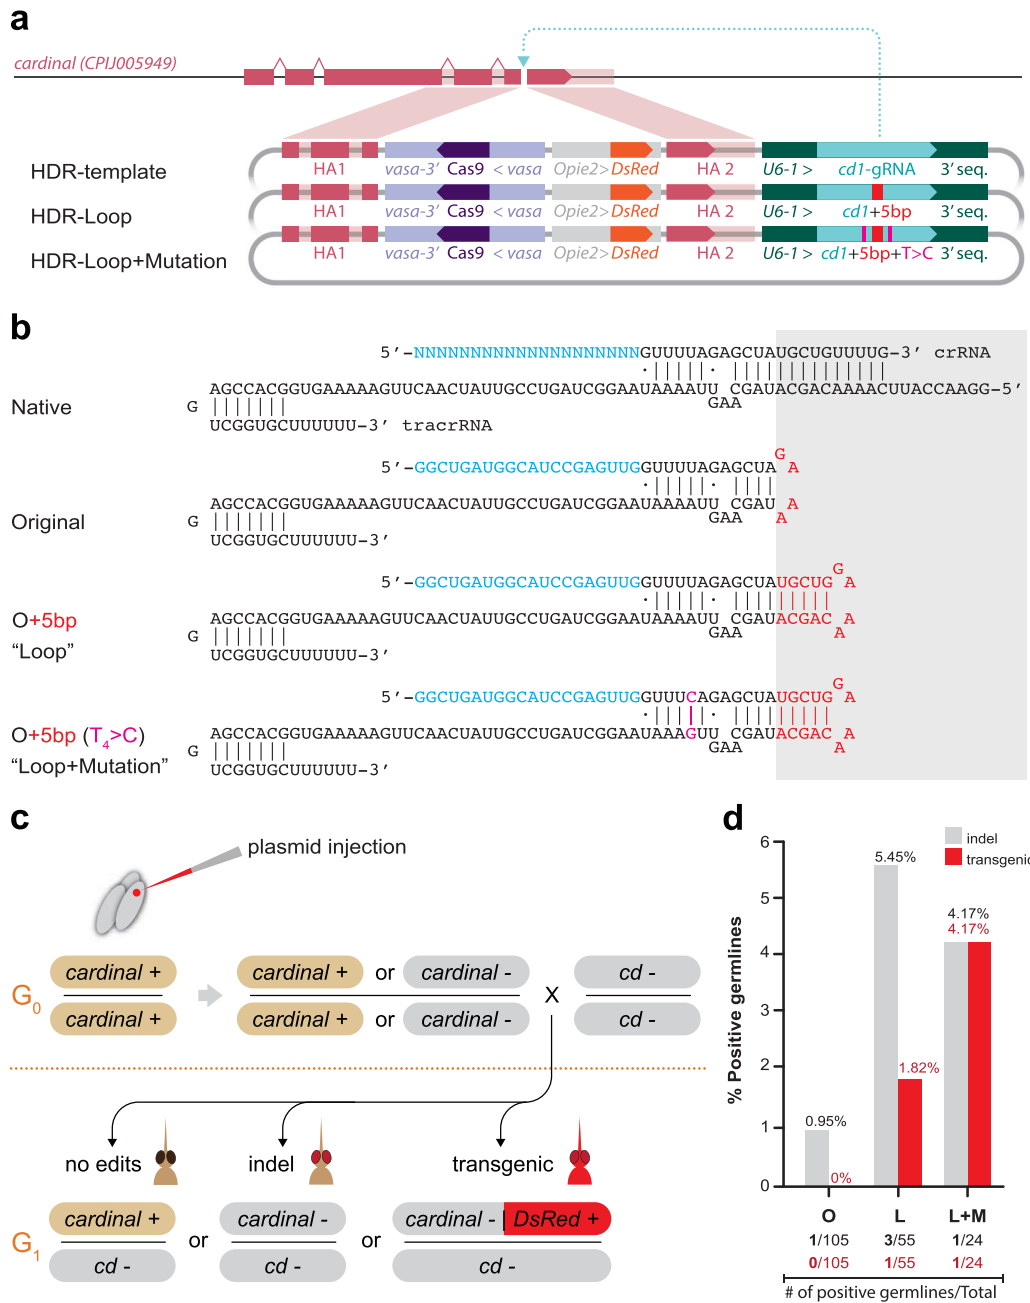 a
cardinal (CPIJ005949)
HDR-template
HA1 vasa-3’ Cas9 < vasa Opie2> DsRed HA 2 U6-1 > cd1-gRNA 3’ seq.
HDR-Loop
HA1 vasa-3’ Cas9 < vasa Opie2> DsRed HA 2 U6-1 > cd1+5bp 3’ seq.
HDR-Loop+Mutation
HA1 vasa-3’ Cas9 < vasa Opie2> DsRed HA 2 U6-1 > cd1+5bp+T>C 3’ seq.
b
5’-NNNNNNNNNNNNNNNNNNNNGUUUUAGAGCUAUGCUGUUUUG-3’ crRNA
Native
AGCCACGGUGAAAAAGUUCAACUAUUGCCUGAUCGGAAUAAAAUU CGAUACGACAAAACUUACCAAGG-5’
GAA
G
UCGGUGCUUUUUU-3’ tracrRNA
5’-GGCUGAUGGCAUCCGAGUUGGUUUUAGAGCUA
G
A
Original
AGCCACGGUGAAAAAGUUCAACUAUUGCCUGAUCGGAAUAAAAUU CGAU
A
A
GAA
G
UCGGUGCUUUUUU-3’
5’-GGCUGAUGGCAUCCGAGUUGGUUUUAGAGCUAUGCUG
G
A
O+5bp
“Loop”
AGCCACGGUGAAAAAGUUCAACUAUUGCCUGAUCGGAAUAAAAUU CGAUACGAC
A
A
GAA
G
UCGGUGCUUUUUU-3’
5’-GGCUGAUGGCAUCCGAGUUGGUUUCAGAGCUAUGCUG
G
A
O+5bp (T4>C)
“Loop+Mutation”
AGCCACGGUGAAAAAGUUCAACUAUUGCCUGAUCGGAAUAAAGUU CGAUACGAC
A
A
GAA
G
UCGGUGCUUUUUU-3’
c
plasmid injection
G0
cardinal +
cardinal +
cardinal + or cardinal -
cardinal + or cardinal -
X
cd -
cd -
no edits
indel
transgenic
G1
cardinal +
cd -
or
cardinal -
cd -
or
cardinal - DsRed +
cd -
d
% Positive germlines
6
5
4
3
2
1
0
indel
transgenic
0.95%
0%
5.45%
1.82%
4.17%
4.17%
O L L+M
1/105 3/55 1/24
0/105 1/55 1/24
# of positive germlines/Total